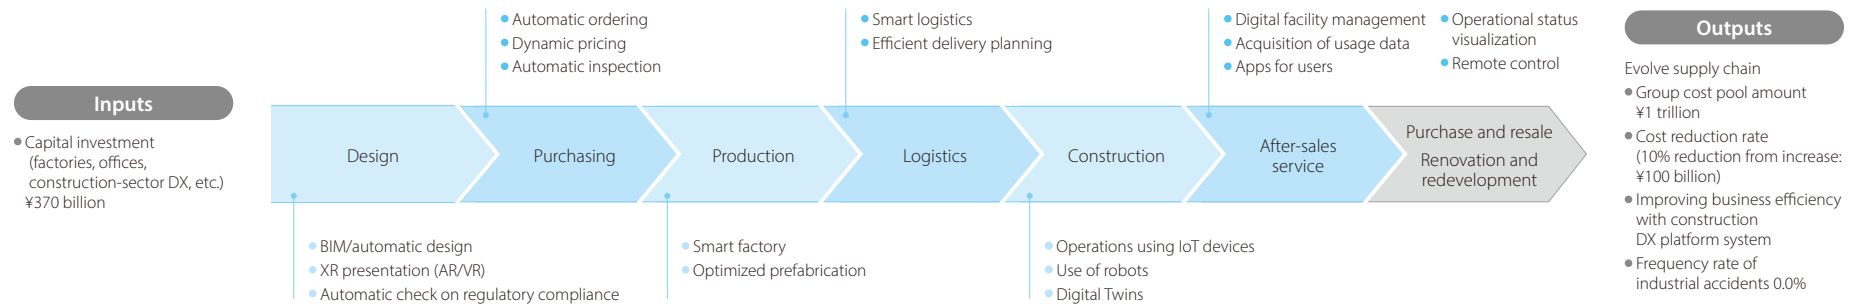 Inputs
• Capital investment
(factories, offices,
construction-sector DX, etc.)
¥370 billion
• Automatic ordering
• Dynamic pricing
• Automatic inspection
• Smart logistics
• Efficient delivery planning
• Digital facility management
• Acquisition of usage data
• Apps for users
• Operational status
visualization
• Remote control
Design
Purchasing
Production
Logistics
Construction
After-sales
service
Purchase and resale
Renovation and
redevelopment
• BIM/automatic design
• XR presentation (AR/VR)
• Automatic check on regulatory compliance
• Smart factory
• Optimized prefabrication
• Operations using IoT devices
• Use of robots
• Digital Twins
Outputs
Evolve supply chain
• Group cost pool amount
¥1 trillion
• Cost reduction rate
(10% reduction from increase:
¥100 billion)
• Improving business efficiency
with construction
DX platform system
• Frequency rate of
industrial accidents 0.0%